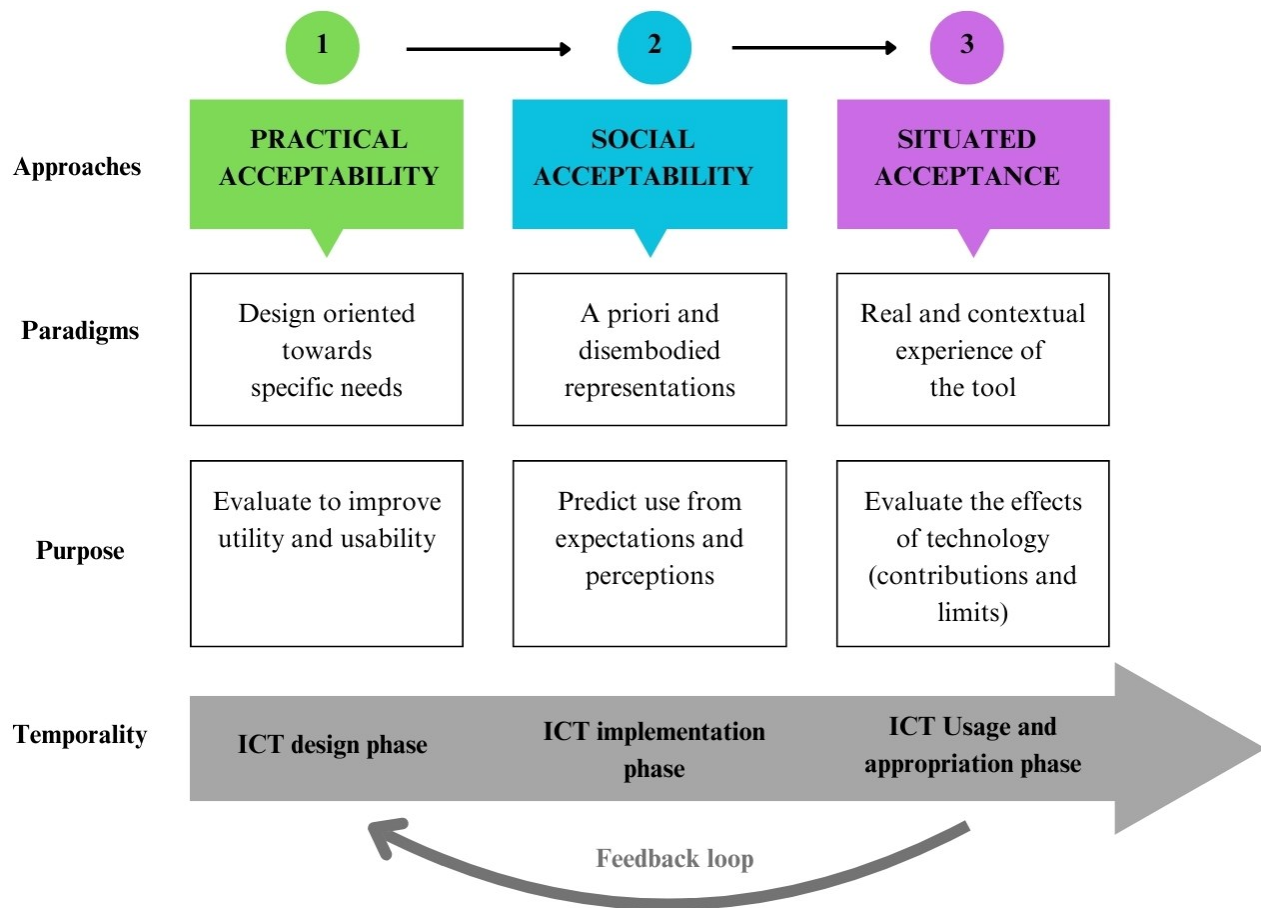 1
2
3
Approaches
PRACTICAL
ACCEPTABILITY
SOCIAL
ACCEPTABILITY
SITUATED
ACCEPTANCE
Paradigms
Design oriented
towards
specific needs
A priori and
disembodied
representations
Real and contextual
experience of
the tool
Purpose
Evaluate to improve
utility and usability
Predict use from
expectations and
perceptions
Evaluate the effects
of technology
(contributions and
limits)
Temporality
ICT design phase
ICT implementation
phase
ICT Usage and
appropriation phase
Feedback loop